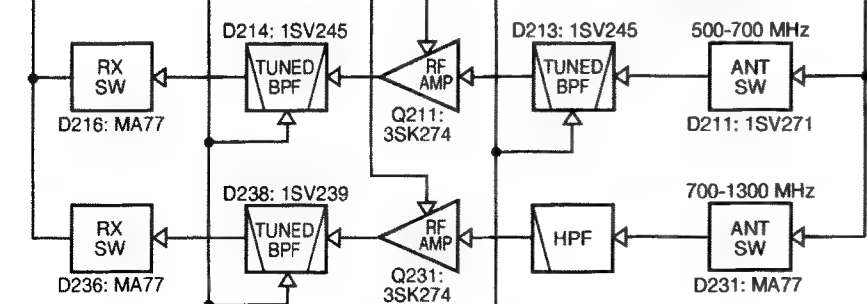 D214: 1SV245
D213: 1SV245
500-700 MHz
RX
SW
TUNED
BPF
RF
AMP
TUNED
BPF
ANT
SW
D216: MA77
Q211:
3SK274
D211: 1SV271
D238: 1SV239
700-1300 MHz
RX
SW
TUNED
BPF
RF
AMP
HPF
ANT
SW
D236: MA77
Q231:
3SK274
D231: MA77